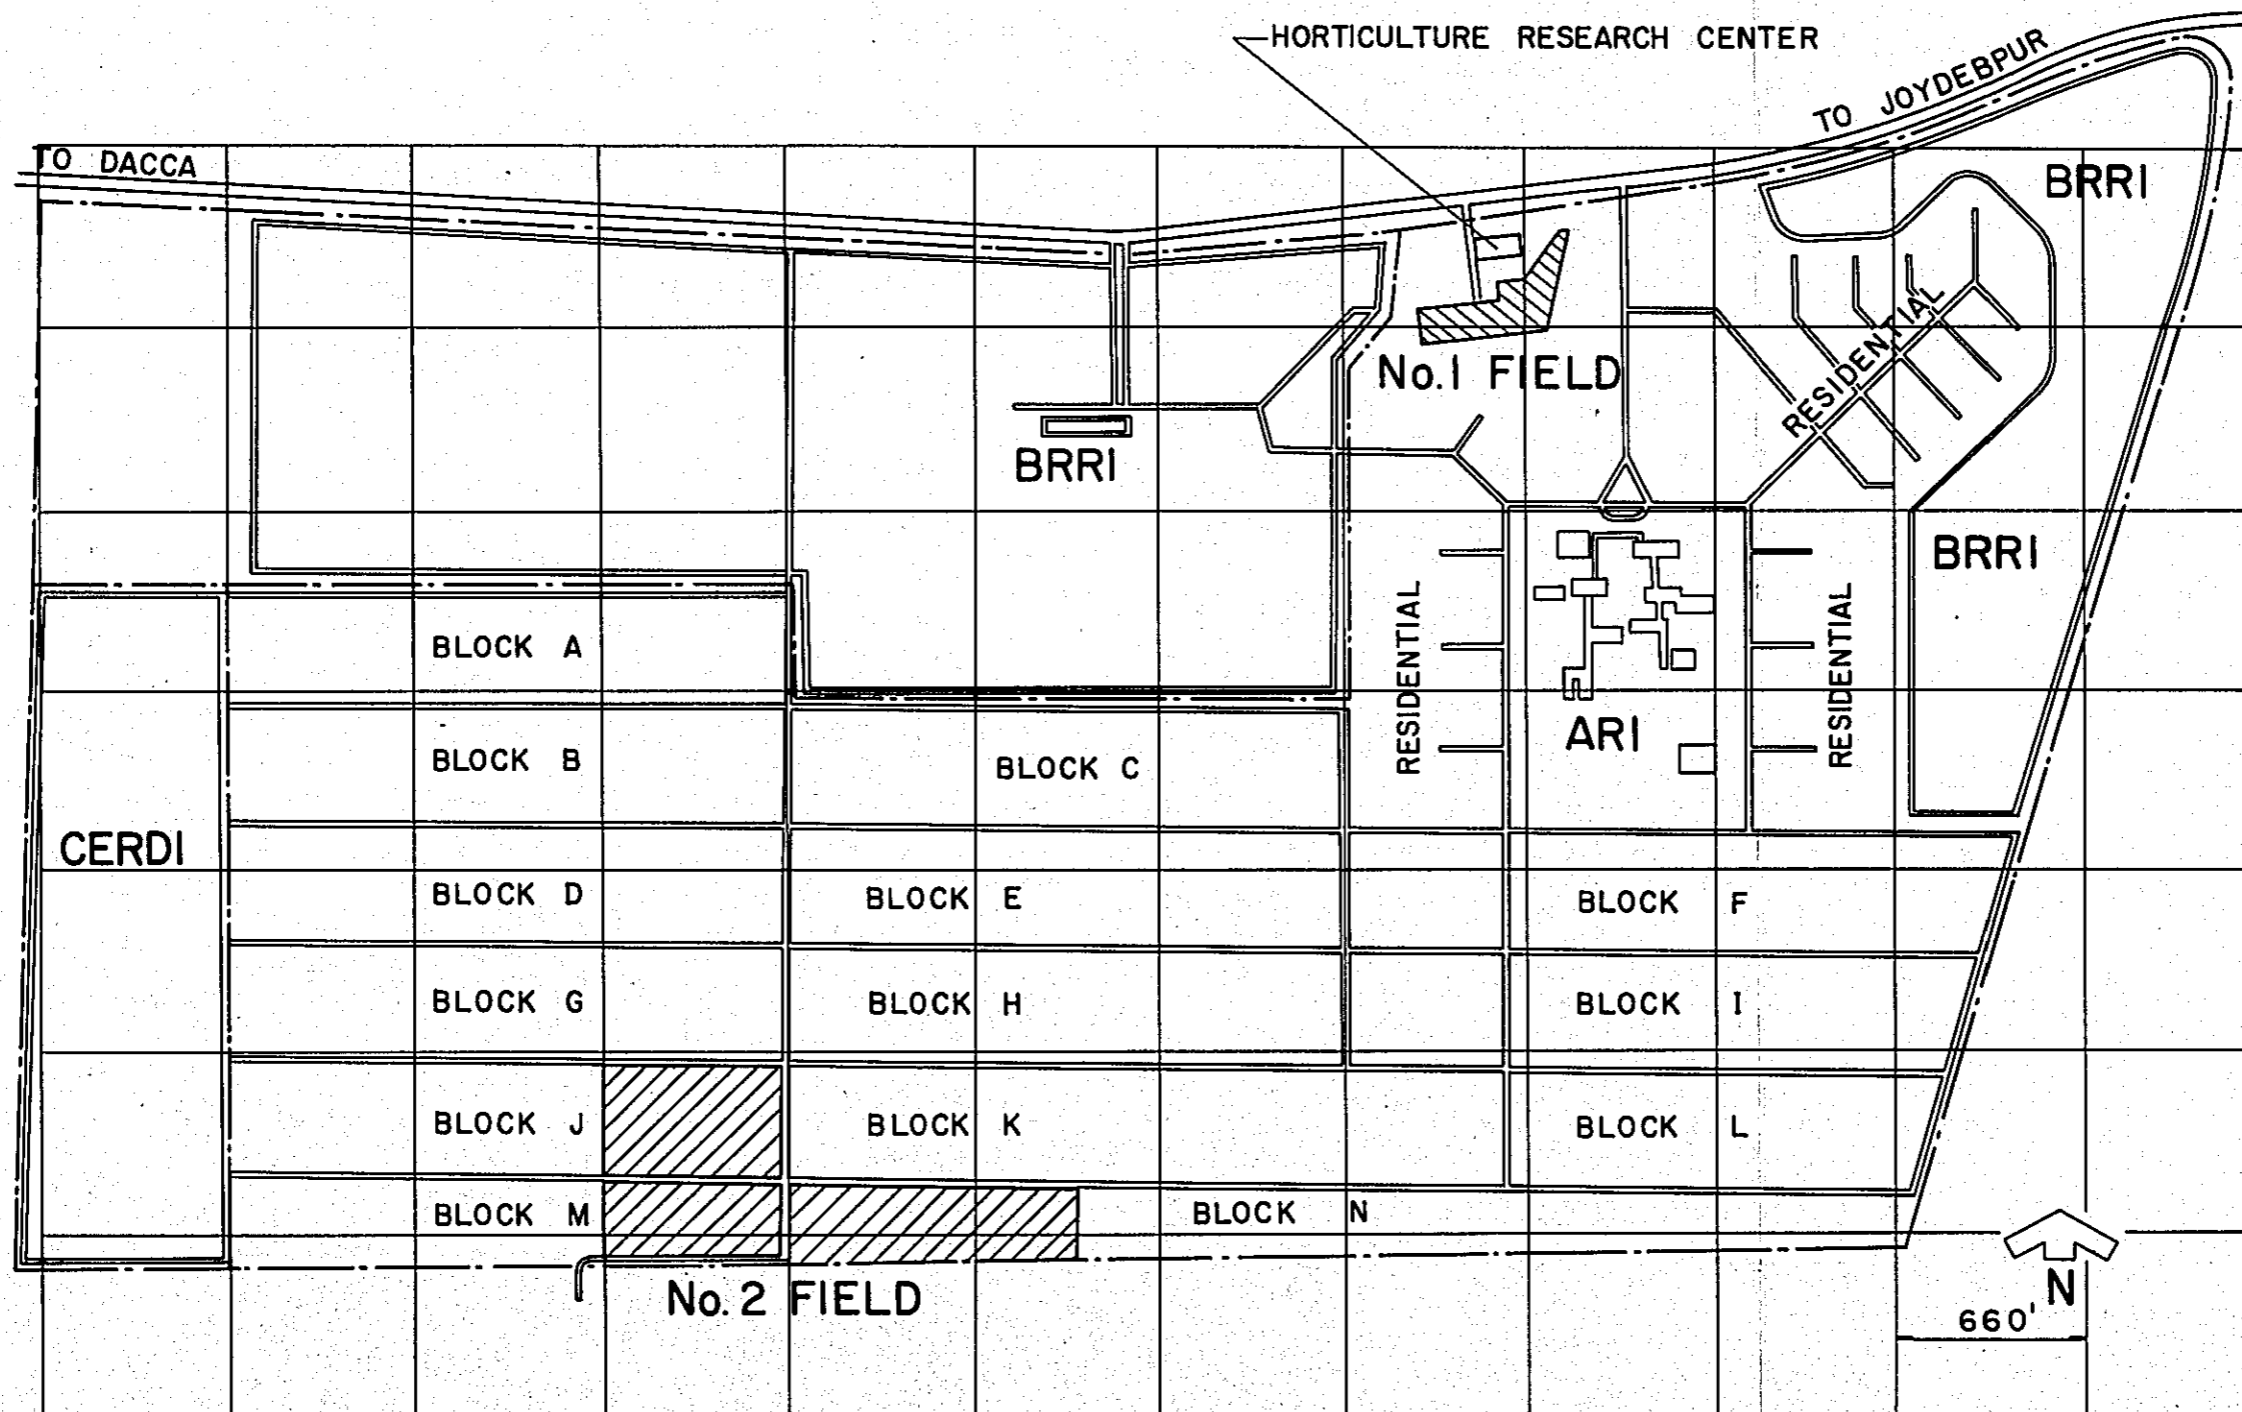 HORTICULTURE RESEARCH CENTER
TO JOYDEBPUR
TO DACCA
BRRI
RESIDENTIAL
No.1 FIELD
BRRI
BRRI
RESIDENTIAL
RESIDENTIAL
BLOCK A
ARI
BLOCK B
BLOCK C
CERDI
BLOCK D
BLOCK E
BLOCK F
BLOCK G
BLOCK H
BLOCK I
BLOCK J
BLOCK K
BLOCK L
BLOCK M
BLOCK N
No. 2 FIELD
N
660'